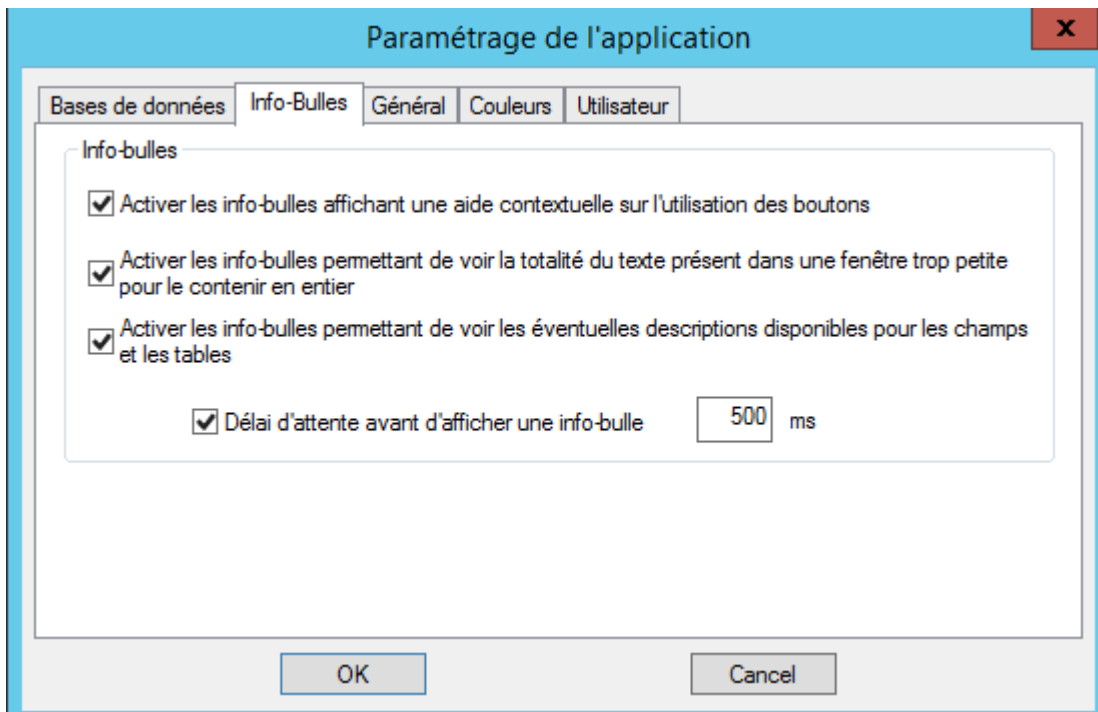 Paramétrage de l'application
x
Bases de données Info-Bulles Général Couleurs Utilisateur
Info-bulles
Activer les info-bulles affichant une aide contextuelle sur l'utilisation des boutons
Activer les info-bulles permettant de voir la totalité du texte présent dans une fenêtre trop petite
pour le contenir en entier
Activer les info-bulles permettant de voir les éventuelles descriptions disponibles pour les champs
et les tables
Délai d'attente avant d'afficher une info-bulle 500 ms
OK Cancel